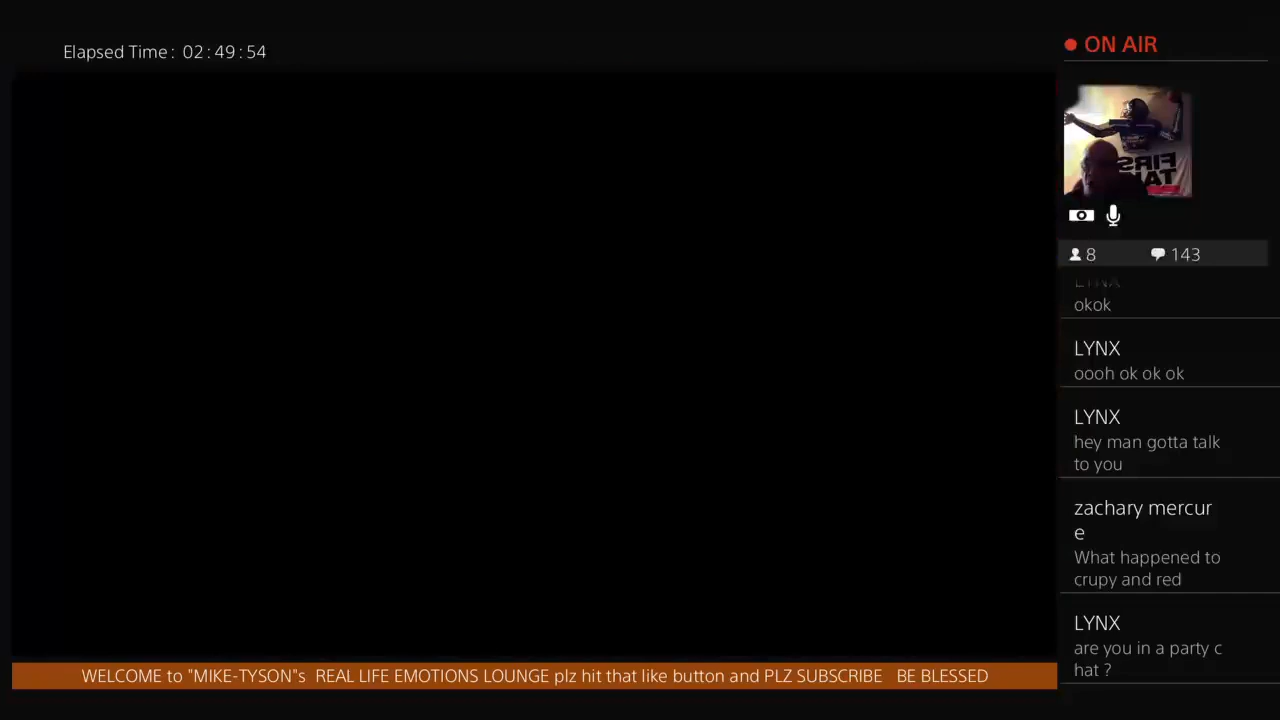 Elapsed Time: 02:49:54
ON AIR
8 143
LYNX
okok
LYNX
oooh ok ok ok
LYNX
hey man gotta talk
to you
zachary mercur
e
What happened to
crupy and red
LYNX
are you in a party c
hat ?
WELCOME to "MIKE-TYSON"s REAL LIFE EMOTIONS LOUNGE plz hit that like button and PLZ SUBSCRIBE BE BLESSED